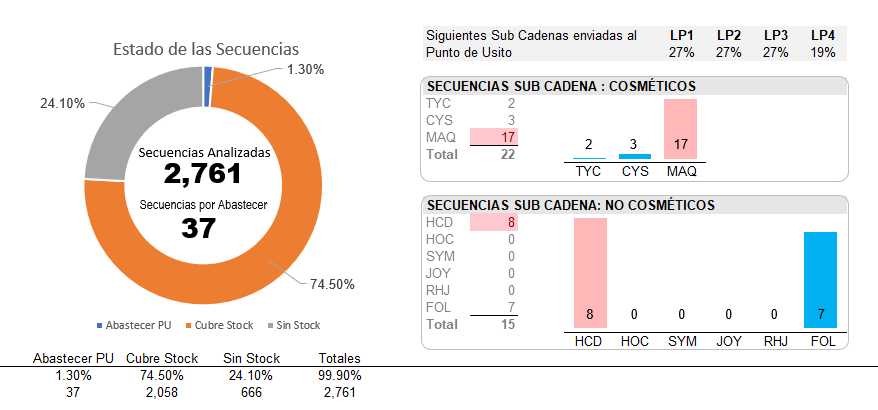 Estado de las Secuencias
1.30%
24.10%
Secuencias Analizadas
2,761
Secuencias por Abastecer
37
74.50%
Abastecer PU Cubre Stock Sin Stock
Abastecer PU Cubre Stock Sin Stock Totales
1.30% 74.50% 24.10% 99.90%
37 2,058 666 2,761
Siguientes Sub Cadenas enviadas al LP1 LP2 LP3 LP4
Punto de Usito 27% 27% 27% 19%
SECUENCIAS SUB CADENA : COSMÉTICOS
TYC 2
CYS 3
MAQ 17
Total 22
2 3 17
TYC CYS MAQ
SECUENCIAS SUB CADENA: NO COSMÉTICOS
HCD 8
HOC 0
SYM 0
JOY 0
RHJ 0
FOL 7
Total 15
8 0 0 0 0 7
HCD HOC SYM JOY RHJ FOL